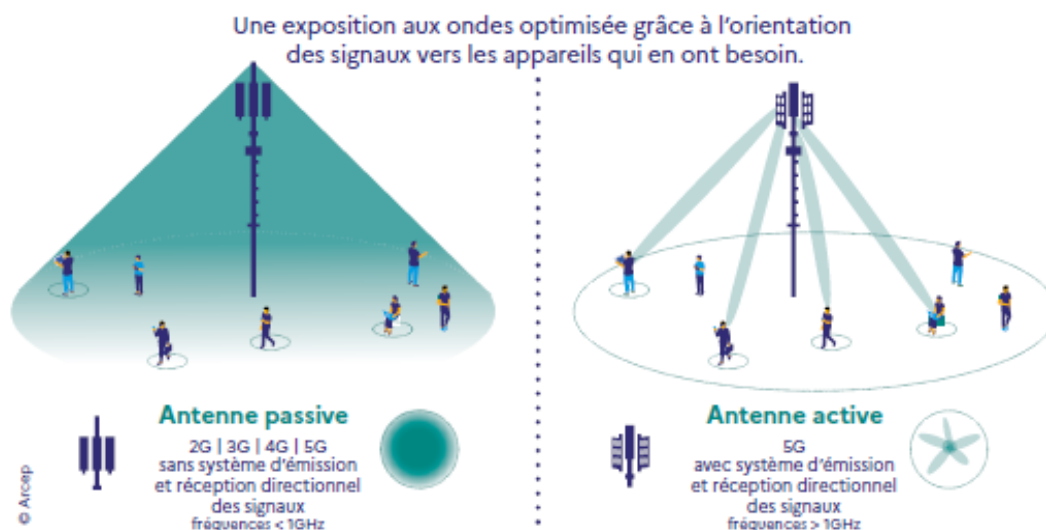 Une exposition aux ondes optimisée grâce à l'orientation
des signaux vers les appareils qui en ont besoin.
Antenne passive
2G | 3G | 4G | 5G
sans système d'émission
et réception directionnel
des signaux
fréquences < 1GHz
Antenne active
5G
avec système d'émission
et réception directionnel
des signaux
fréquences > 1GHz
© Arcep